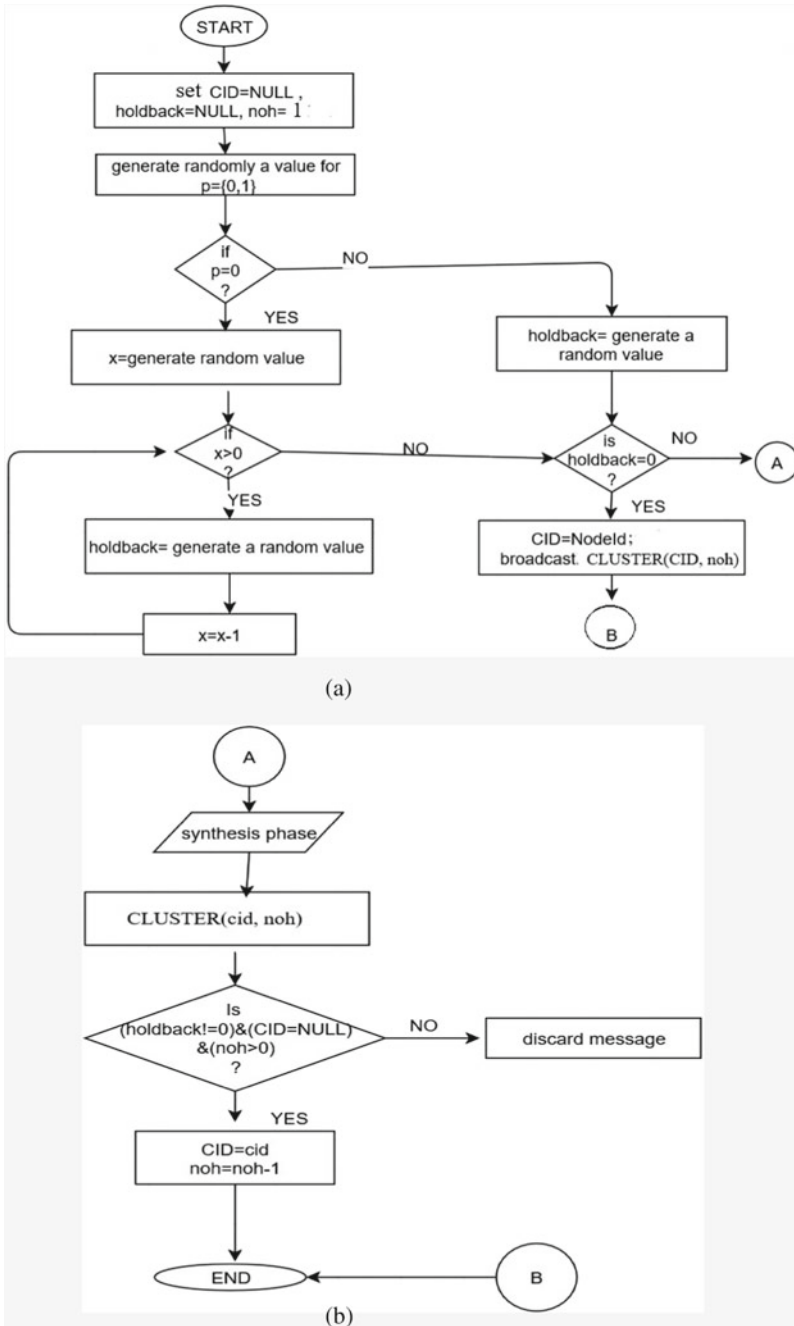 START
set CID=NULL ,
holdback=NULL, noh= 1
generate randomly a value for
p={0,1}
if
p=0
?
NO
YES
x=generate random value
holdback= generate a
random value
if
x>0
?
NO
YES
is
holdback=0
?
NO
A
YES
holdback= generate a random value
CID=NodeId;
broadcast. CLUSTER(CID, noh)
x=x-1
B
(a)
A
synthesis phase
CLUSTER(cid, noh)
Is
(holdback!=0)&(CID=NULL)
&(noh>0)
?
NO
discard message
YES
CID=cid
noh=noh-1
END
B
(b)